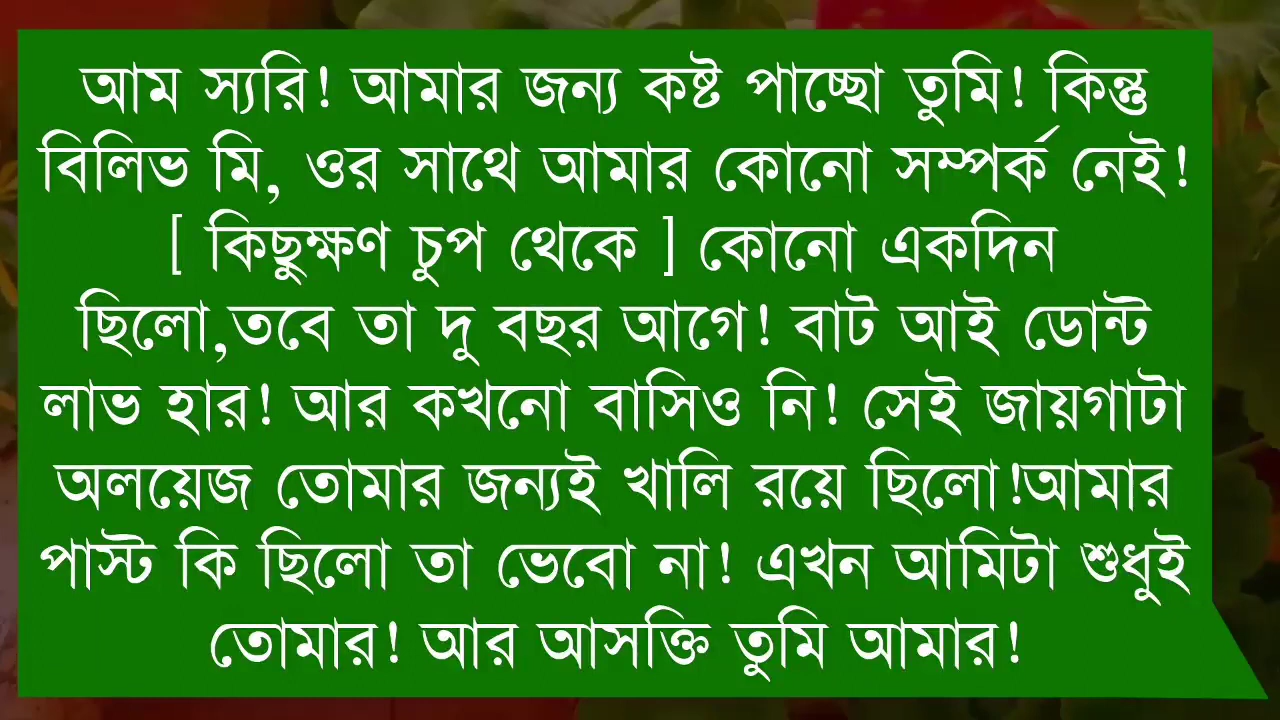 আম স্যরি! আমার জন্য কষ্ট পাচ্ছো তুমি! কিন্তু
বিলিভ মি, ওর সাথে আমার কোনো সম্পর্ক নেই!
[ কিছুক্ষণ চুপ থেকে ] কোনো একদিন
ছিলো,তবে তা দু বছর আগে! বাট আই ডোন্ট
লাভ হার! আর কখনো বাসিও নি! সেই জায়গাটা
অলয়েজ তোমার জন্যই খালি রয়ে ছিলো!আমার
পাস্ট কি ছিলো তা ভেবো না! এখন আমিটা শুধুই
তোমার! আর আসক্তি তুমি আমার!